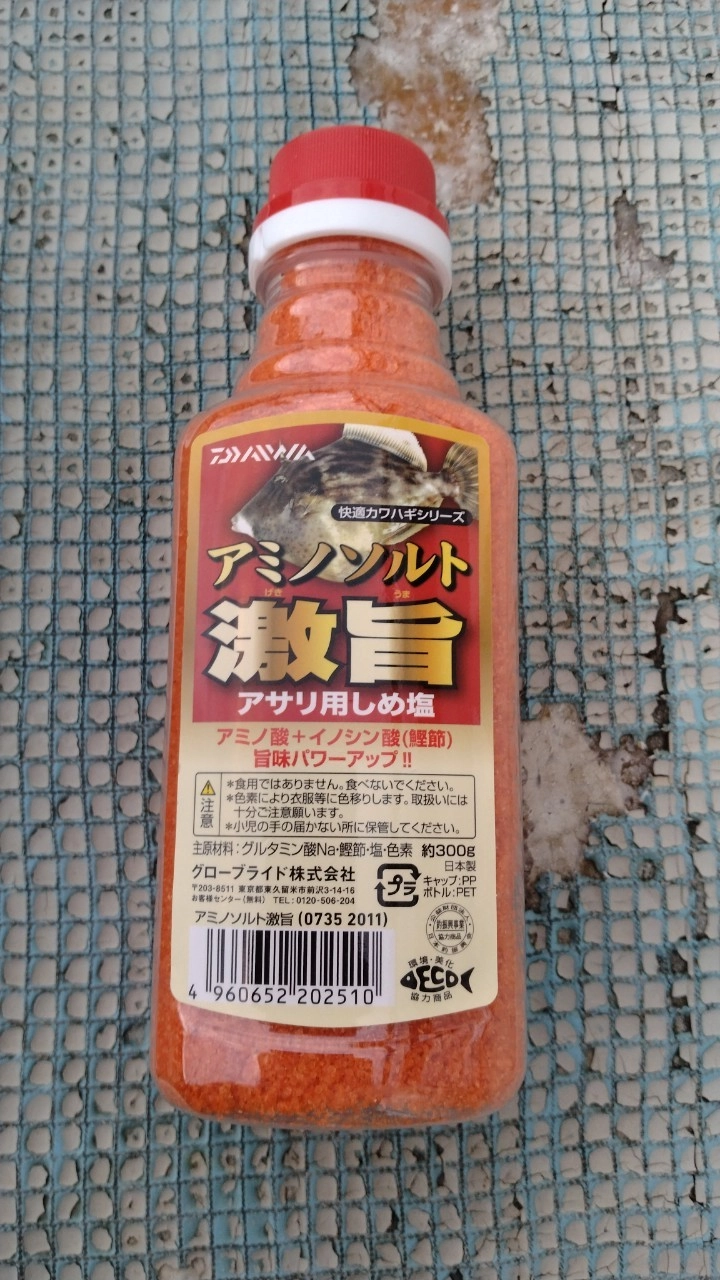 DAIWA
快適カワハギシリーズ
アミノソルト
げき うま
激旨
アサリ用しめ塩
アミノ酸+イノシン酸(鰹節)
旨味パワーアップ!!
注意
*食用ではありません。食べないでください。
*色素により衣服等に色移りします。取扱いには
十分ご注意願います。
*小児の手の届かない所に保管してください。
主原材料:グルタミン酸Na・鰹節・塩・色素 約300g
日本製
グローブライド株式会社
〒203-8511 東京都東久留米市前沢3-14-16
お客様センター(無料) TEL:0120-506-204
プラ
キャップ:PP
ボトル:PET
アミノソルト激旨 (0735 2011)
釣振興事業
協力商品
4 960652 202510
環境・美化
ECO
協力商品